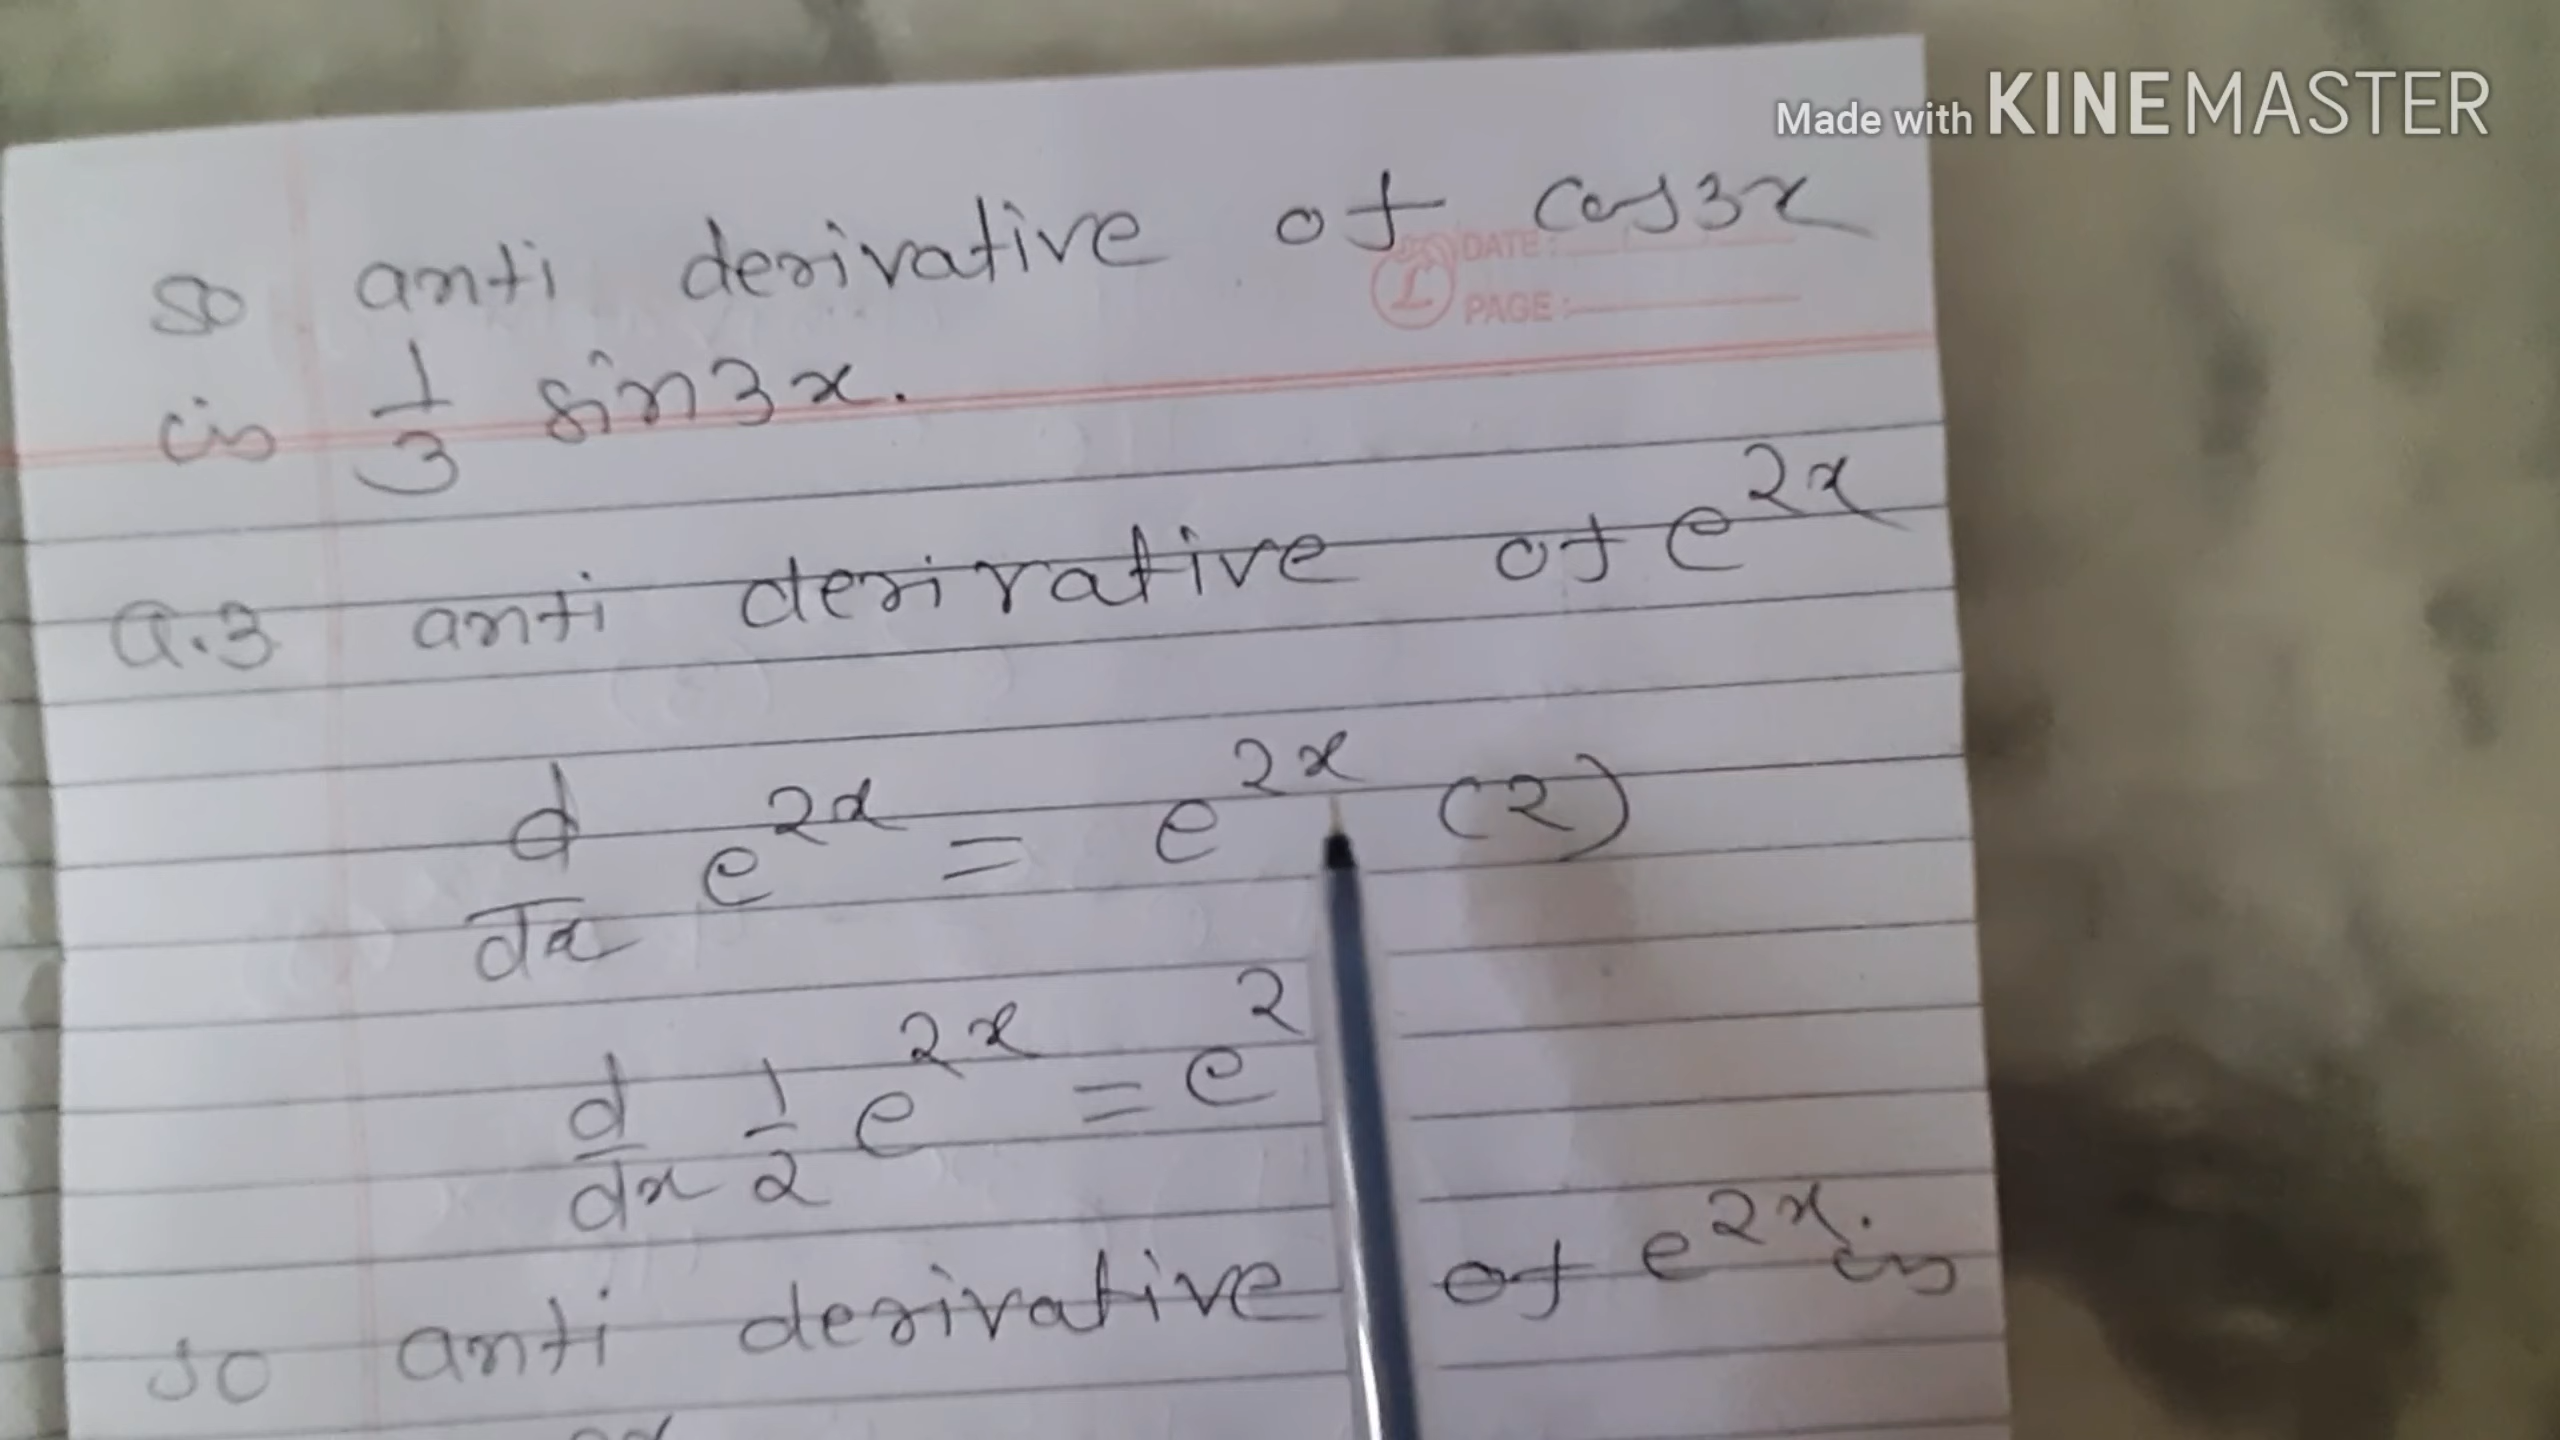 Made with KINEMASTER
so anti derivative of cos3x
DATE:
PAGE:
is 1/3 sin3x.
Q.3 anti derivative of e^2x
d/dx e^2x = e^2x (2)
d/dx 1/2 e^2x = e^2
so anti derivative of e^2x is